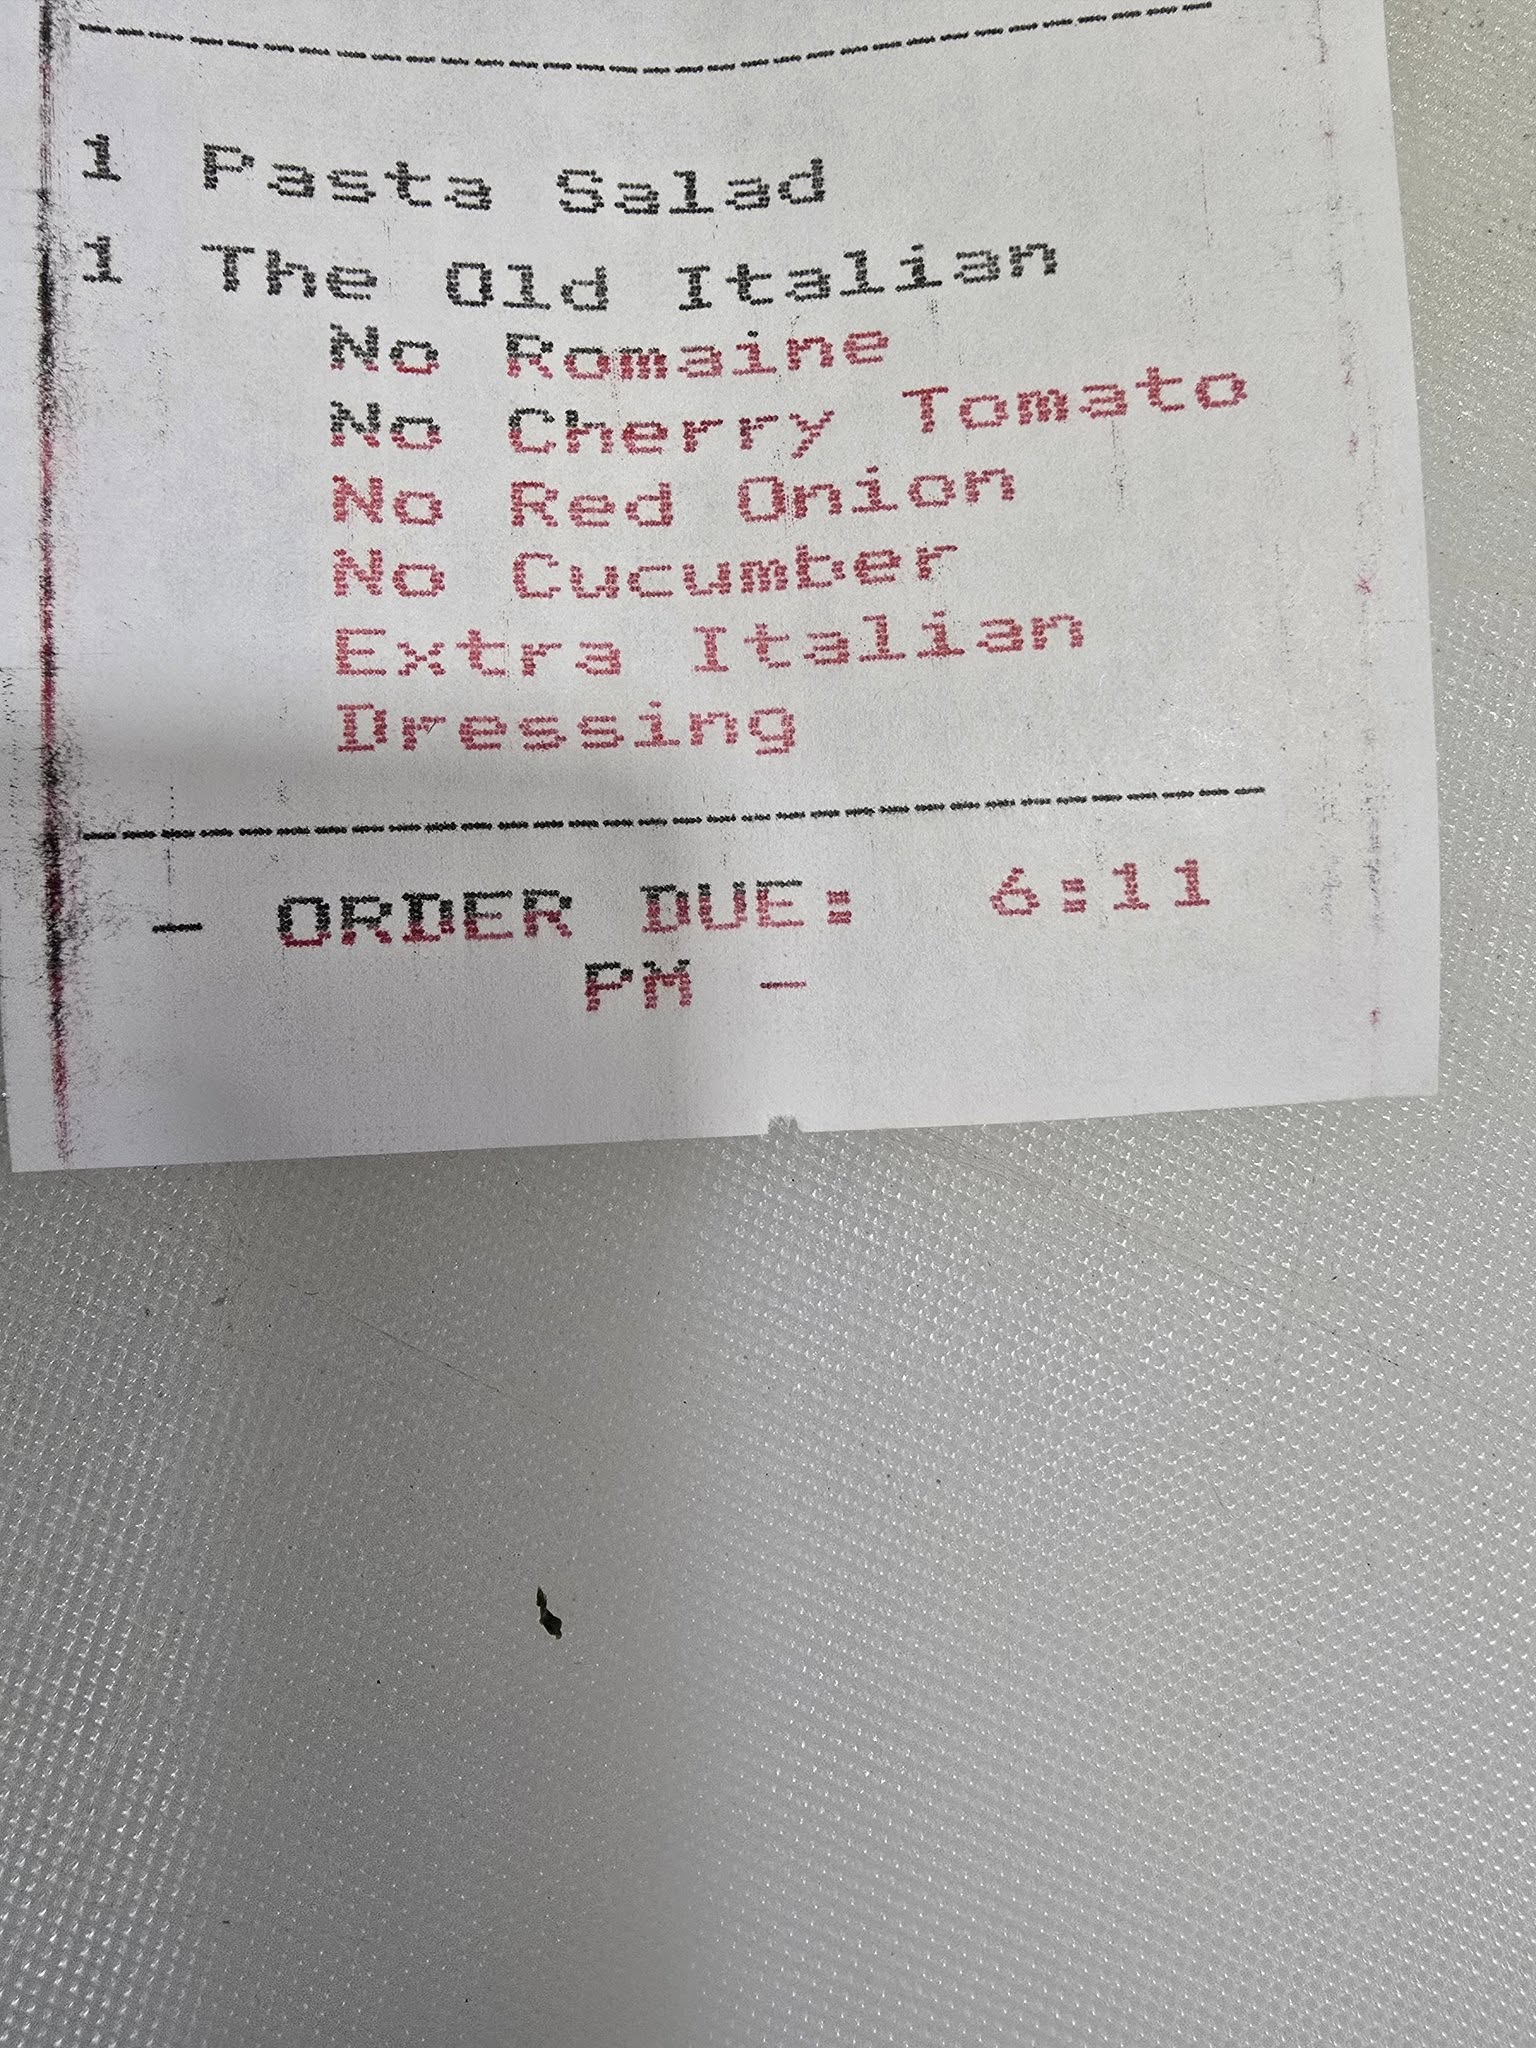 1 Pasta Salad
1 The Old Italian
No Romaine
No Cherry Tomato
No Red Onion
No Cucumber
Extra Italian
Dressing
- ORDER DUE: 6:11
PM -